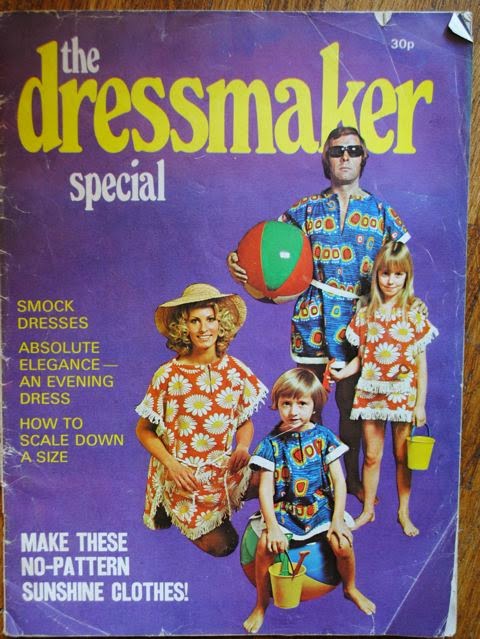 30p
the
dressmaker
special
SMOCK
DRESSES
ABSOLUTE
ELEGANCE —
AN EVENING
DRESS
HOW TO
SCALE DOWN
A SIZE
MAKE THESE
NO-PATTERN
SUNSHINE CLOTHES!